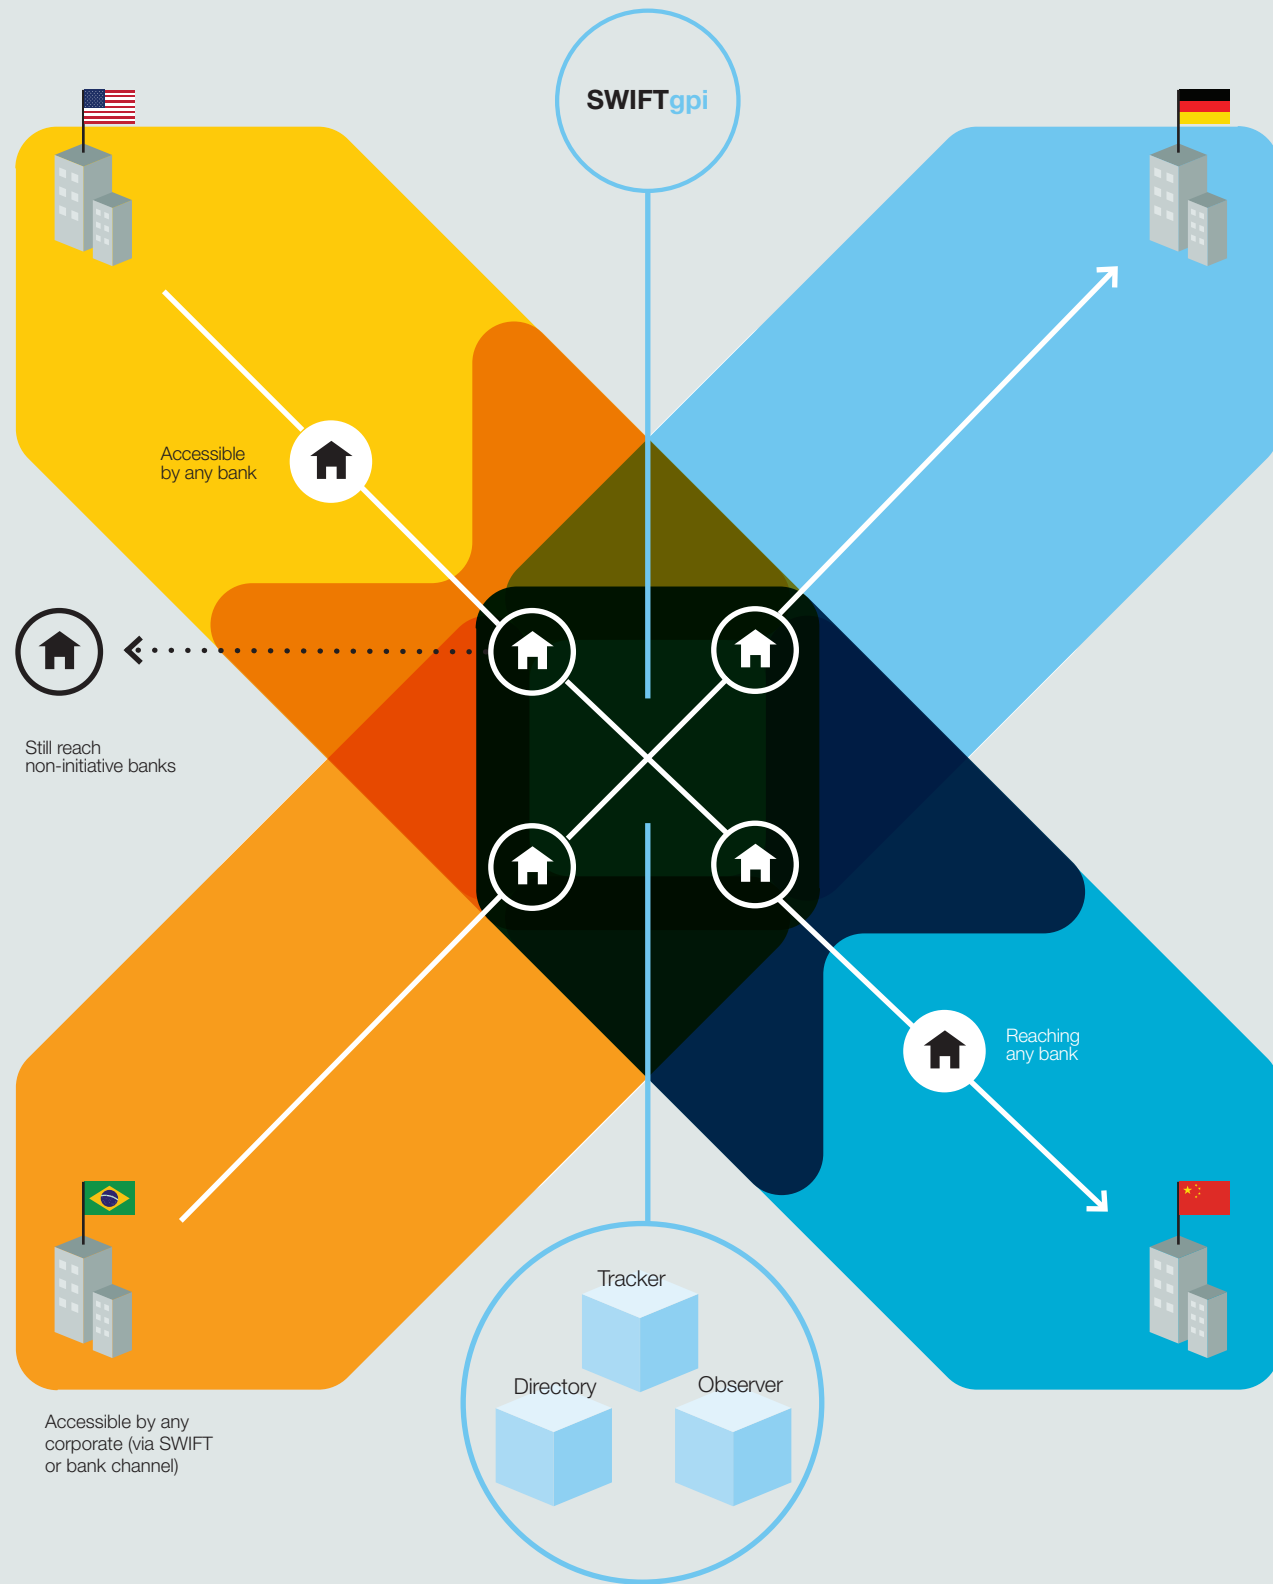 SWIFTgpi
Accessible
by any bank
Still reach
non-initiative banks
Reaching
any bank
Tracker
Directory
Observer
Accessible by any
corporate (via SWIFT
or bank channel)